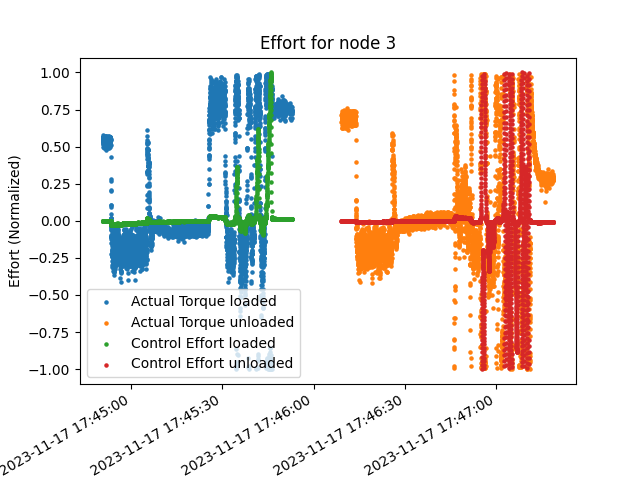 Effort for node 3
1.00
0.75
0.50
0.25
0.00
−0.25
−0.50
−0.75
−1.00
Effort (Normalized)
Actual Torque loaded
Actual Torque unloaded
Control Effort loaded
Control Effort unloaded
2023-11-17 17:45:00
2023-11-17 17:45:30
2023-11-17 17:46:00
2023-11-17 17:46:30
2023-11-17 17:47:00